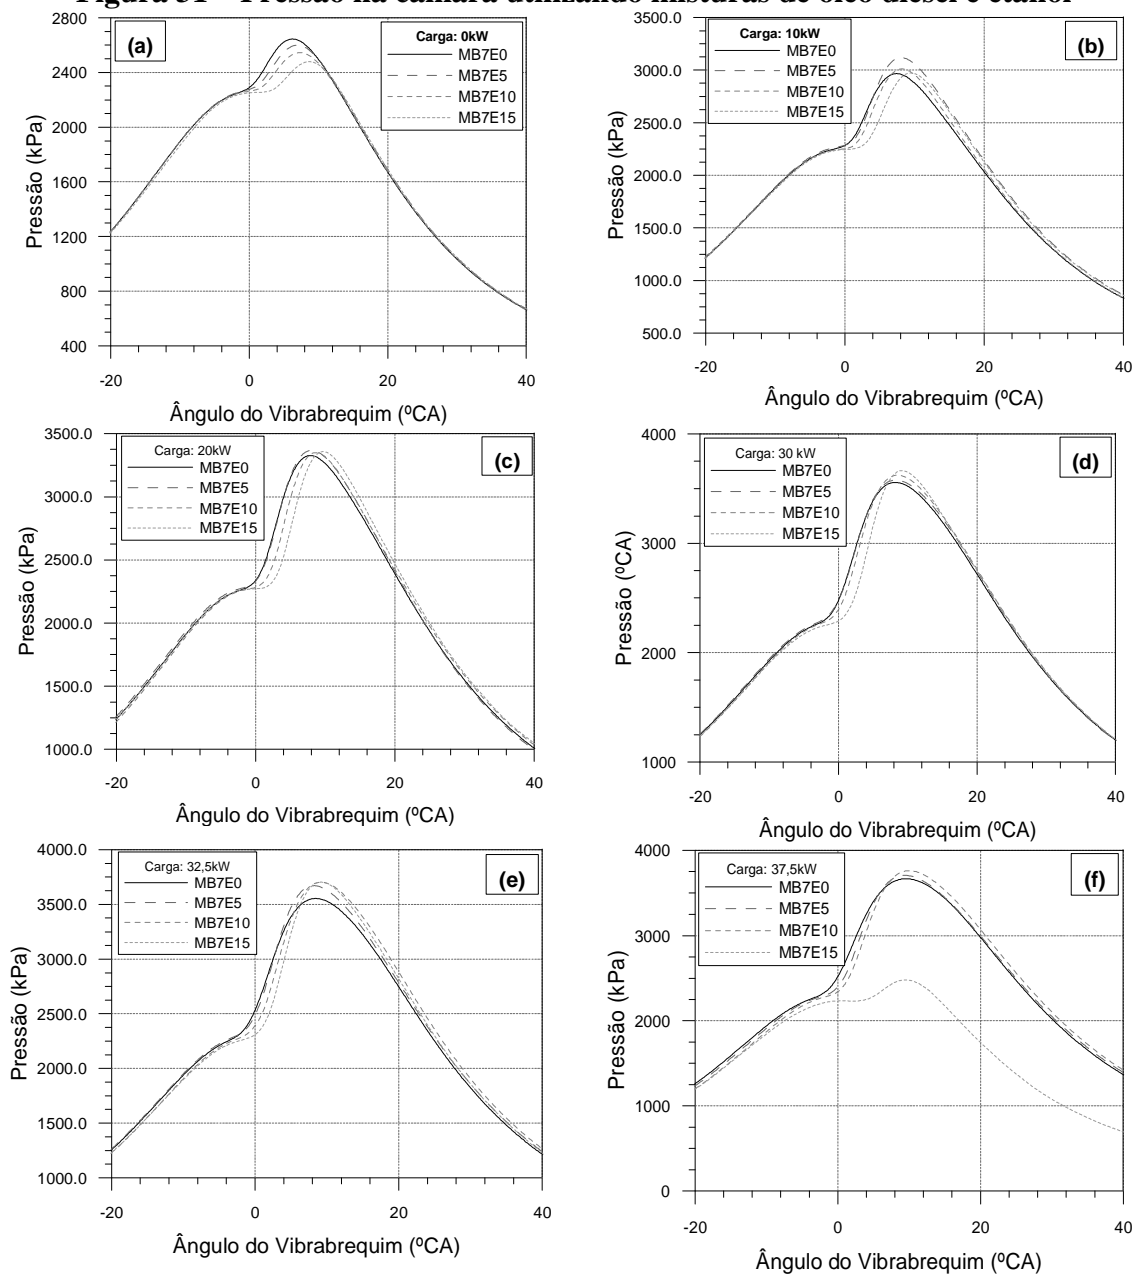 Figura 31 – Pressão na câmara utilizando misturas de óleo diesel e etanol
(a)
Carga: 0kW
MB7E0
MB7E5
MB7E10
MB7E15
2800
2400
2000
1600
1200
800
400
Pressão (kPa)
-20 0 20 40
Ângulo do Vibrabrequim (ºCA)
(b)
Carga: 10kW
MB7E0
MB7E5
MB7E10
MB7E15
3500.0
3000.0
2500.0
2000.0
1500.0
1000.0
500.0
Pressão (kPa)
-20 0 20 40
Ângulo do Vibrabrequim (ºCA)
(c)
Carga: 20kW
MB7E0
MB7E5
MB7E10
MB7E15
3500.0
3000.0
2500.0
2000.0
1500.0
1000.0
Pressão (kPa)
-20 0 20 40
Ângulo do Vibrabrequim (ºCA)
(d)
Carga: 30 kW
MB7E0
MB7E5
MB7E10
MB7E15
4000
3000
2000
1000
Pressão (ºCA)
-20 0 20 40
Ângulo do Vibrabrequim (ºCA)
(e)
Carga: 32,5kW
MB7E0
MB7E5
MB7E10
MB7E15
4000.0
3500.0
3000.0
2500.0
2000.0
1500.0
1000.0
Pressão (kPa)
-20 0 20 40
Ângulo do Vibrabrequim (ºCA)
(f)
Carga: 37,5kW
MB7E0
MB7E5
MB7E10
MB7E15
4000
3000
2000
1000
0
Pressão (kPa)
-20 0 20 40
Ângulo do Vibrabrequim (ºCA)